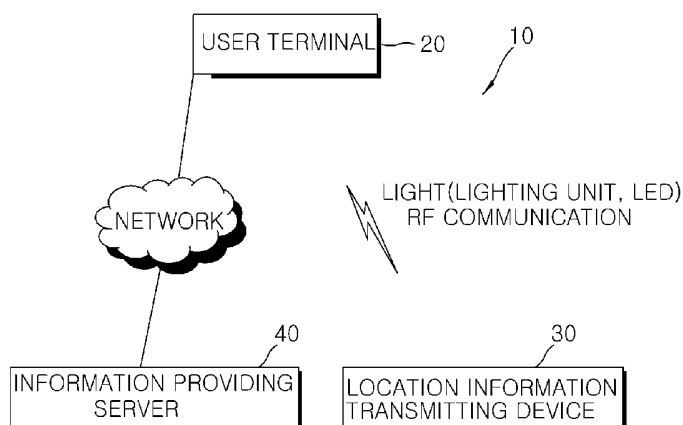 USER TERMINAL
20
10
NETWORK
LIGHT(LIGHTING UNIT, LED)
RF COMMUNICATION
40
30
INFORMATION PROVIDING
SERVER
LOCATION INFORMATION
TRANSMITTING DEVICE